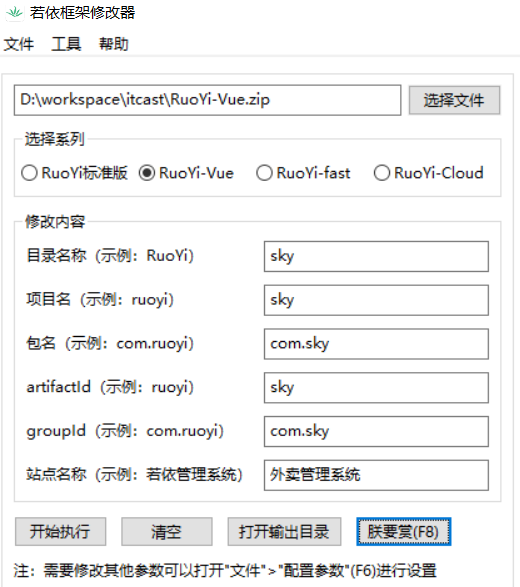 若依框架修改器
文件 工具 帮助
D:\workspace\itcast\RuoYi-Vue.zip 选择文件
选择系列
RuoYi标准版 RuoYi-Vue RuoYi-fast RuoYi-Cloud
修改内容
目录名称（示例：RuoYi） sky
项目名（示例：ruoyi） sky
包名（示例：com.ruoyi） com.sky
artifactId（示例：ruoyi） sky
groupId（示例：com.ruoyi） com.sky
站点名称（示例：若依管理系统） 外卖管理系统
开始执行 清空 打开输出目录 朕要赏(F8)
注：需要修改其他参数可以打开"文件">"配置参数"(F6)进行设置